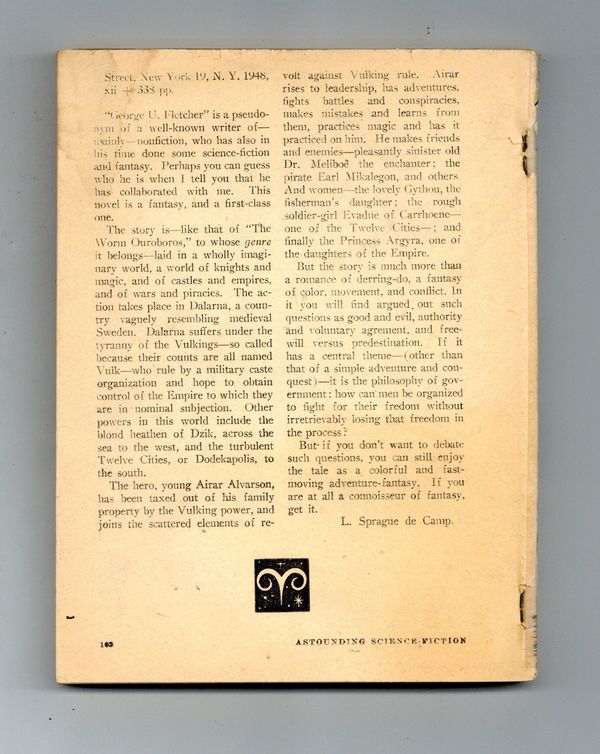 Street, New York 19, N. Y. 1948,
xii + 338 pp.
"George U. Fletcher" is a pseudo-
nym of a well-known writer of—
mainly—nonfiction, who has also in
his time done some science-fiction
and fantasy. Perhaps you can guess
who he is when I tell you that he
has collaborated with me. This
novel is a fantasy, and a first-class
one.
The story is—like that of "The
Worm Ouroboros," to whose genre
it belongs—laid in a wholly imagi-
nary world, a world of knights and
magic, and of castles and empires,
and of wars and piracies. The ac-
tion takes place in Dalarna, a coun-
try vaguely resembling medieval
Sweden. Dalarna suffers under the
tyranny of the Vulkings—so called
because their counts are all named
Vulk—who rule by a military caste
organization and hope to obtain
control of the Empire to which they
are in nominal subjection. Other
powers in this world include the
blond heathen of Dzik, across the
sea to the west, and the turbulent
Twelve Cities, or Dodekapolis, to
the south.
The hero, young Airar Alvarson,
has been taxed out of his family
property by the Vulking power, and
joins the scattered elements of re-
volt against Vulking rule. Airar
rises to leadership, has adventures,
fights battles and conspiracies,
makes mistakes and learns from
them, practices magic and has it
practiced on him. He makes friends
and enemies—pleasantly sinister old
Dr. Meliboë the enchanter; the
pirate Earl Mikalegon, and others.
And women—the lovely Gython, the
fisherman's daughter; the rough
soldier-girl Evadne of Carrhoene—
one of the Twelve Cities—; and
finally the Princess Argyra, one of
the daughters of the Empire.
But the story is much more than
a romance of derring-do, a fantasy
of color, movement, and conflict. In
it you will find argued out such
questions as good and evil, authority
and voluntary agrement, and free-
will versus predestination. If it
has a central theme—(other than
that of a simple adventure and con-
quest)—it is the philosophy of gov-
ernment: how can men be organized
to fight for their fredom without
irretrievably losing that freedom in
the process?
But if you don't want to debate
such questions, you can still enjoy
the tale as a colorful and fast-
moving adventure-fantasy. If you
are at all a connoisseur of fantasy,
get it.
L. Sprague de Camp.
ASTOUNDING SCIENCE-FICTION